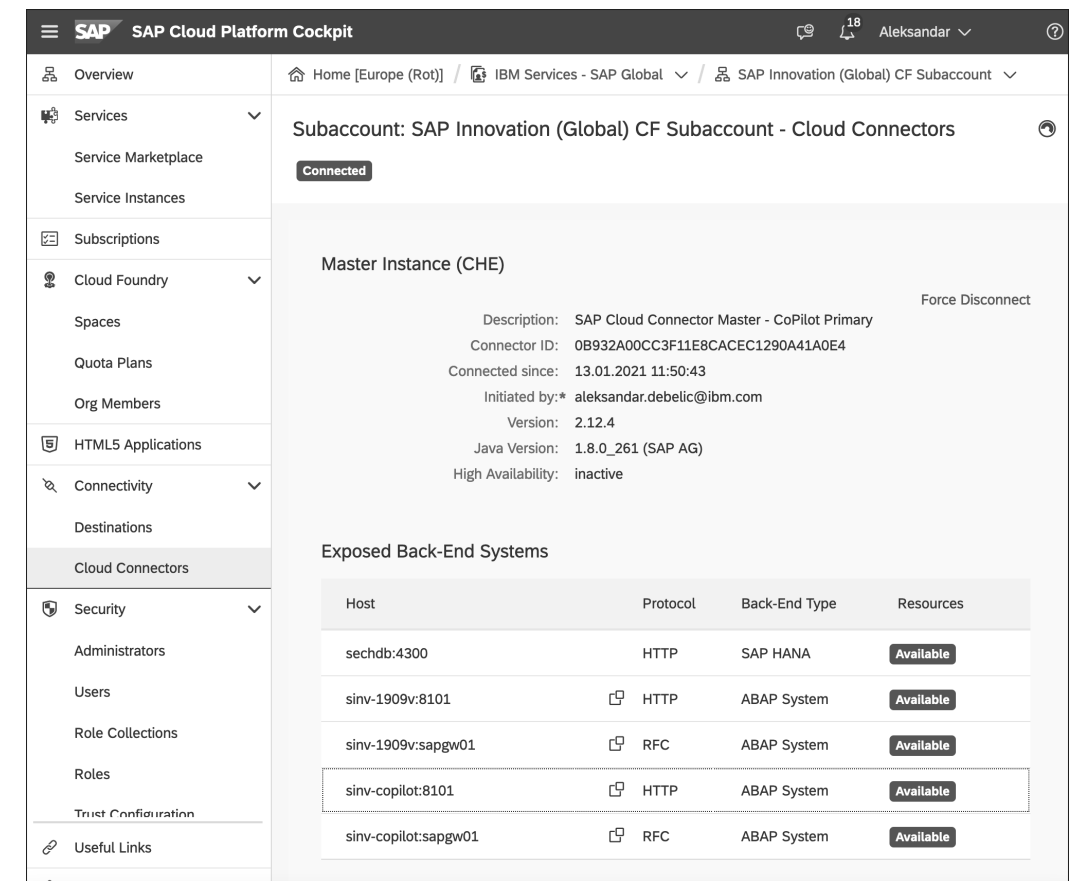 SAP SAP Cloud Platform Cockpit 18 Aleksandar
Overview
Services
Service Marketplace
Service Instances
Subscriptions
Cloud Foundry
Spaces
Quota Plans
Org Members
HTML5 Applications
Connectivity
Destinations
Cloud Connectors
Security
Administrators
Users
Role Collections
Roles
Trust Configuration
Useful Links
Home [Europe (Rot)] / IBM Services - SAP Global / SAP Innovation (Global) CF Subaccount
Subaccount: SAP Innovation (Global) CF Subaccount - Cloud Connectors
Connected
Master Instance (CHE)
Force Disconnect
Description: SAP Cloud Connector Master - CoPilot Primary
Connector ID: 0B932A00CC3F11E8CACEC1290A41A0E4
Connected since: 13.01.2021 11:50:43
Initiated by:* aleksandar.debelic@ibm.com
Version: 2.12.4
Java Version: 1.8.0_261 (SAP AG)
High Availability: inactive
Exposed Back-End Systems
Host Protocol Back-End Type Resources
sechdb:4300 HTTP SAP HANA Available
sinv-1909v:8101 HTTP ABAP System Available
sinv-1909v:sapgw01 RFC ABAP System Available
sinv-copilot:8101 HTTP ABAP System Available
sinv-copilot:sapgw01 RFC ABAP System Available